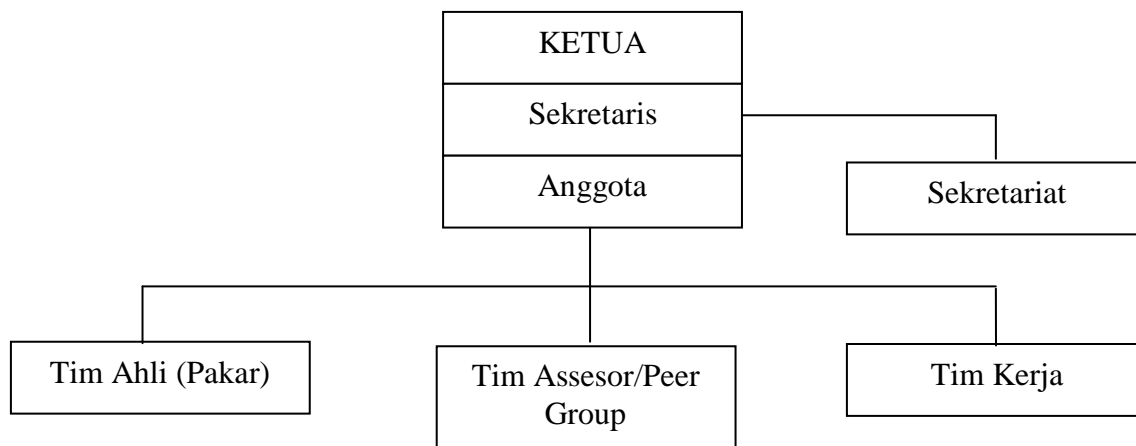 KETUA
Sekretaris
Anggota
Sekretariat
Tim Ahli (Pakar)
Tim Assesor/Peer
Group
Tim Kerja